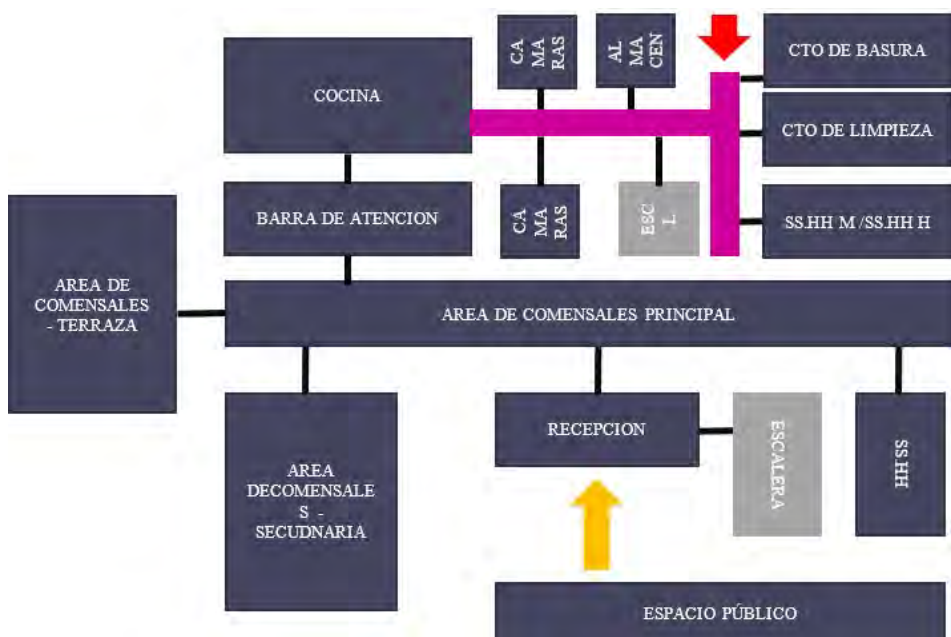 CA
MA
RAS
AL
MA
CEN
CTO DE BASURA
COCINA
CTO DE LIMPIEZA
BARRA DE ATENCION
CA
MA
RAS
ESC
L
SS.HH M /SS.HH H
AREA DE
COMENSALES
- TERRAZA
AREA DE COMENSALES PRINCIPAL
RECEPCION
ESCALERA
SS.HH
AREA
DECOMENSALE
S -
SECUDNARIA
ESPACIO PÚBLICO